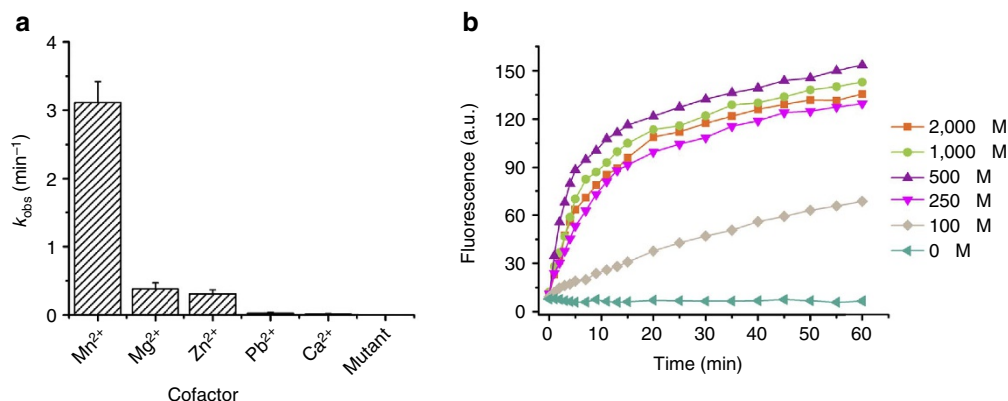 a
4
3
2
1
0
k_obs (min⁻¹)
Mn²⁺
Mg²⁺
Zn²⁺
Pb²⁺
Ca²⁺
Mutant
Cofactor
b
150
120
90
60
30
0
Fluorescence (a.u.)
0
10
20
30
40
50
60
Time (min)
2,000 M
1,000 M
500 M
250 M
100 M
0 M